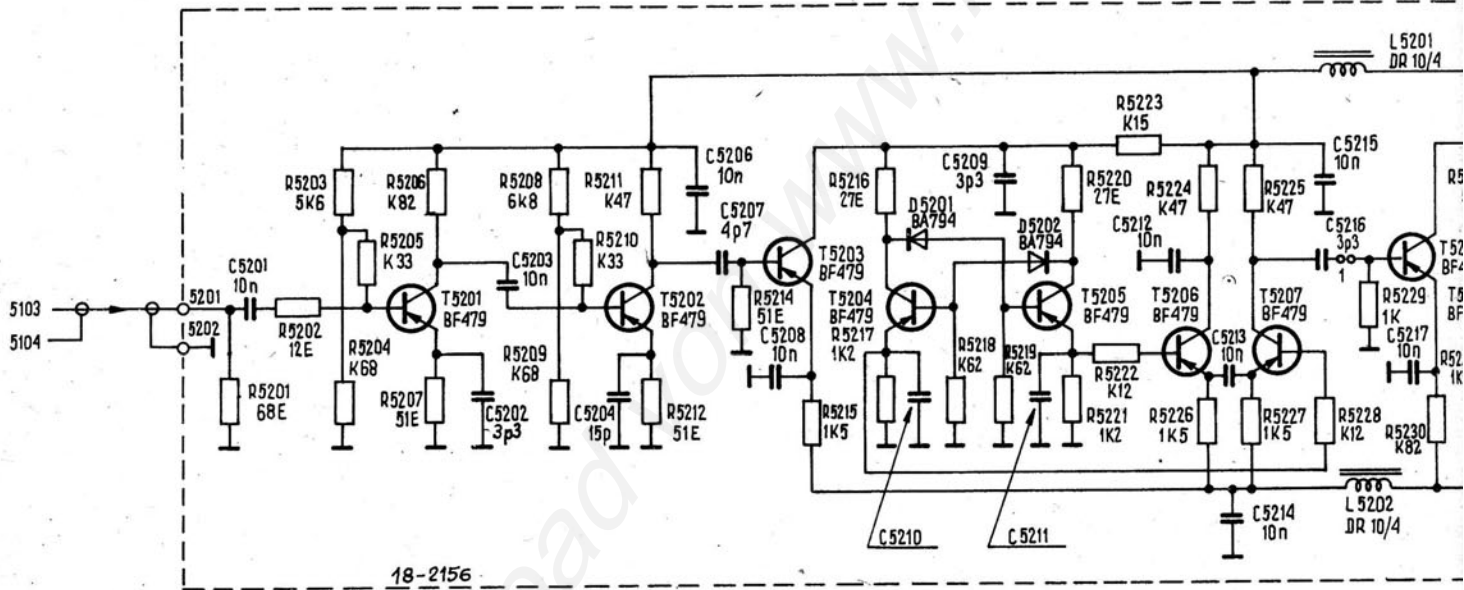 L5201
DR 10/4
R5223
K15
C5206
10n
C5209
3p3
C5215
10n
R5203
5K6
R5206
K82
R5208
6k8
R5211
K47
C5207
4p7
R5216
27E
R5220
27E
R5224
K47
R5225
K47
D5201
BA794
D5202
BA794
C5212
10n
C5216
3p3
1
R5205
K33
C5203
10n
R5210
K33
C5201
10n
T5201
BF479
T5202
BF479
T5203
BF479
T5204
BF479
T5205
BF479
T5206
BF479
T5207
BF479
5103
5104
5201
5202
R5202
12E
R5214
51E
C5208
10n
R5217
1K2
R5218
K62
R5219
K62
R5222
K12
C5213
10n
R5229
1K
C5217
10n
R5204
K68
R5209
K68
R5201
68E
R5207
51E
C5202
3p3
C5204
15p
R5212
51E
R5215
1K5
R5221
1K2
R5226
1K5
R5227
1K5
R5228
K12
R5230
K82
L5202
DR 10/4
C5210
C5211
C5214
10n
18-2156